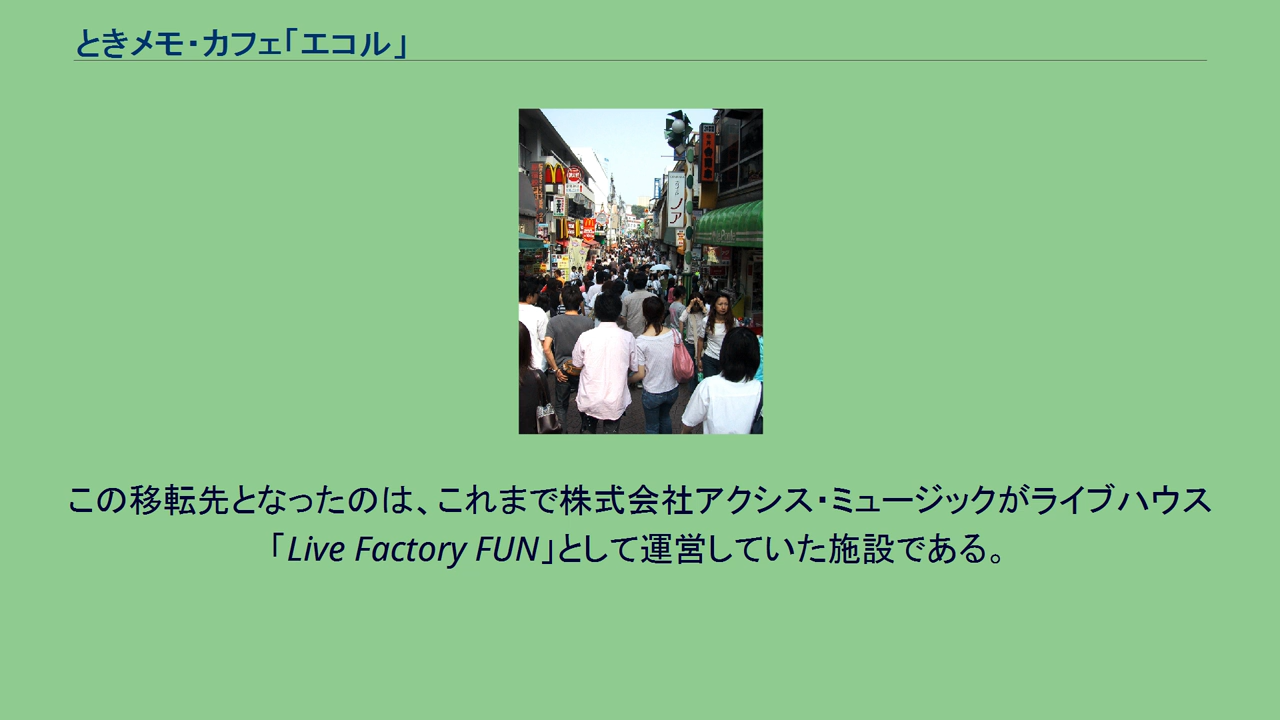 ときメモ・カフェ「エコル」
ノア
この移転先となったのは、これまで株式会社アクシス・ミュージックがライブハウス
「Live Factory FUN」として運営していた施設である。